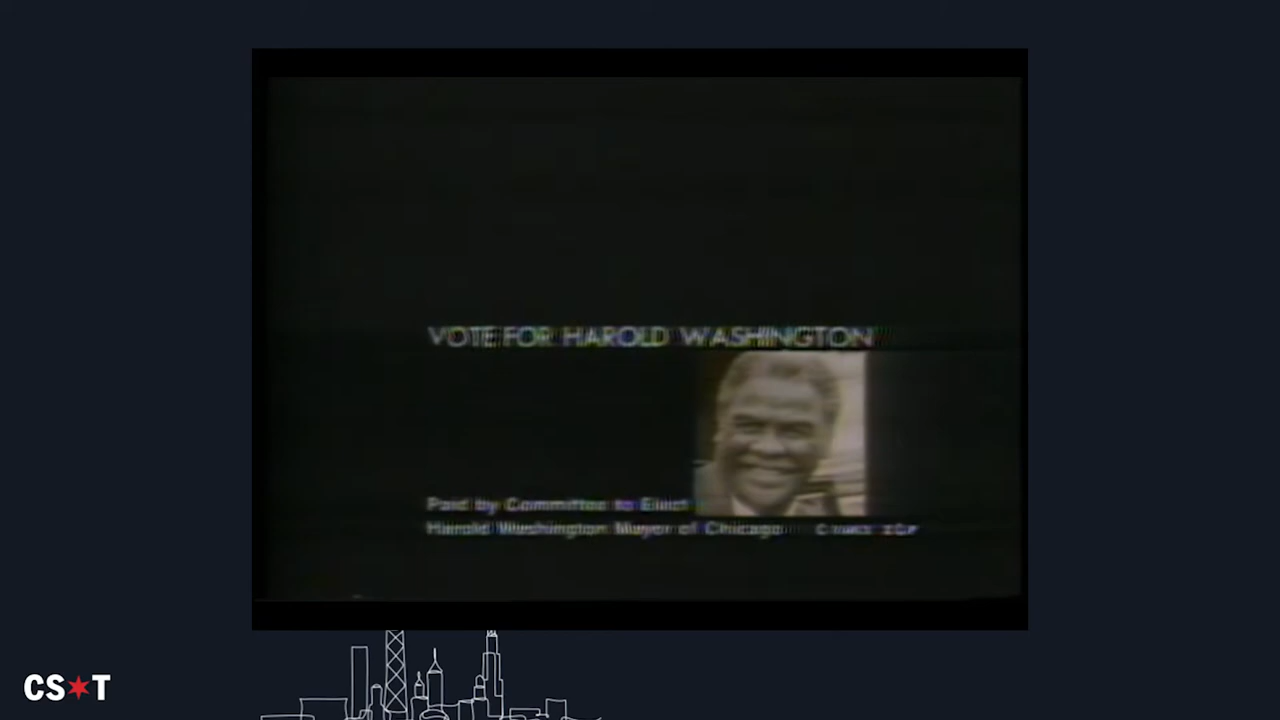 VOTE FOR HAROLD WASHINGTON
Paid by Committee to Elect
Harold Washington Mayor of Chicago
CS✶T